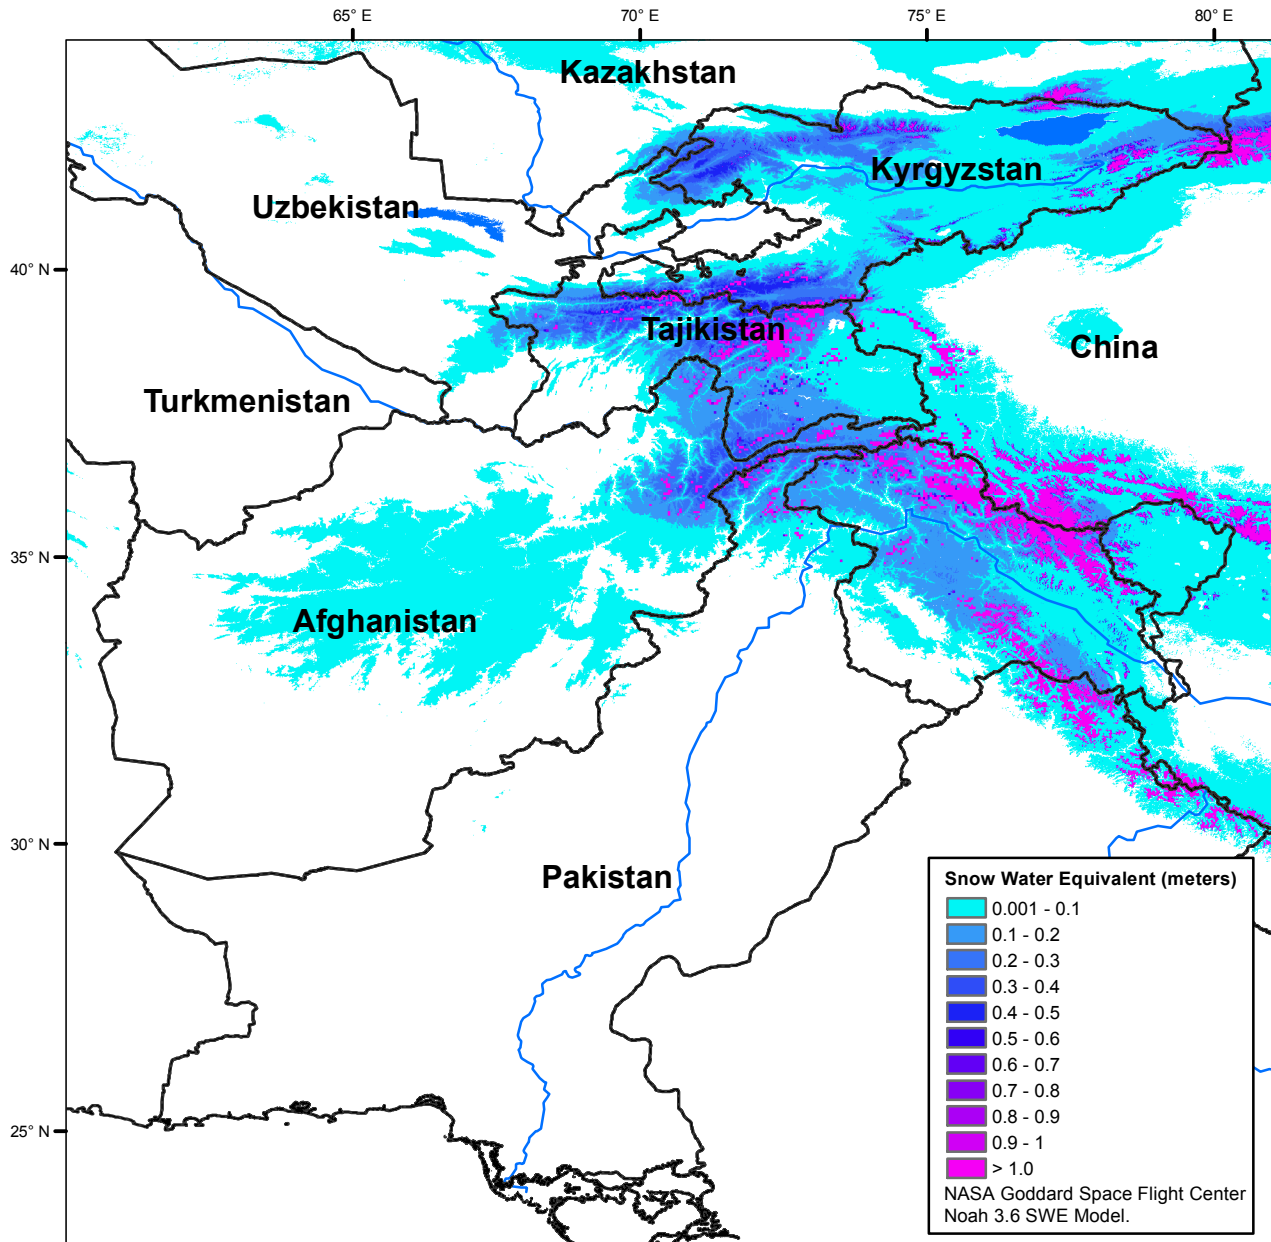 65° E
70° E
75° E
80° E
Kazakhstan
Kyrgyzstan
Uzbekistan
40° N
Tajikistan
China
Turkmenistan
35° N
Afghanistan
30° N
Pakistan
25° N
Snow Water Equivalent (meters)
0.001 - 0.1
0.1 - 0.2
0.2 - 0.3
0.3 - 0.4
0.4 - 0.5
0.5 - 0.6
0.6 - 0.7
0.7 - 0.8
0.8 - 0.9
0.9 - 1
> 1.0
NASA Goddard Space Flight Center
Noah 3.6 SWE Model.